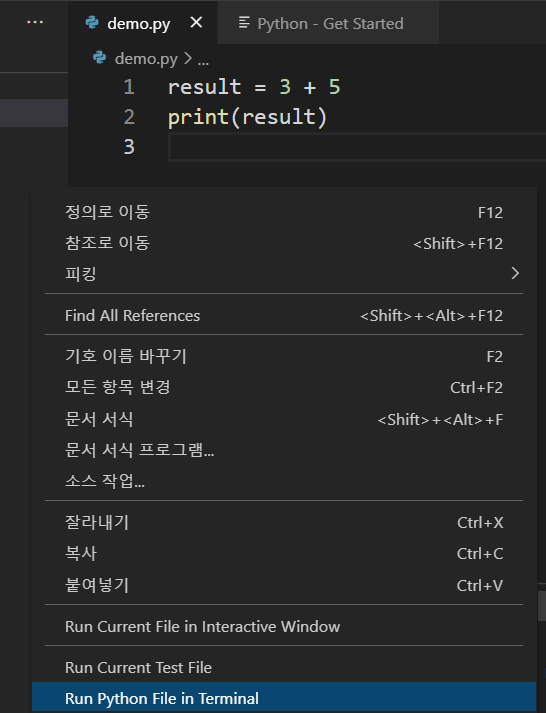 ... demo.py × Python - Get Started
demo.py > ...
1 result = 3 + 5
2 print(result)
3
정의로 이동 F12
참조로 이동 <Shift>+F12
피킹 >
Find All References <Shift>+<Alt>+F12
기호 이름 바꾸기 F2
모든 항목 변경 Ctrl+F2
문서 서식 <Shift>+<Alt>+F
문서 서식 프로그램...
소스 작업...
잘라내기 Ctrl+X
복사 Ctrl+C
붙여넣기 Ctrl+V
Run Current File in Interactive Window
Run Current Test File
Run Python File in Terminal